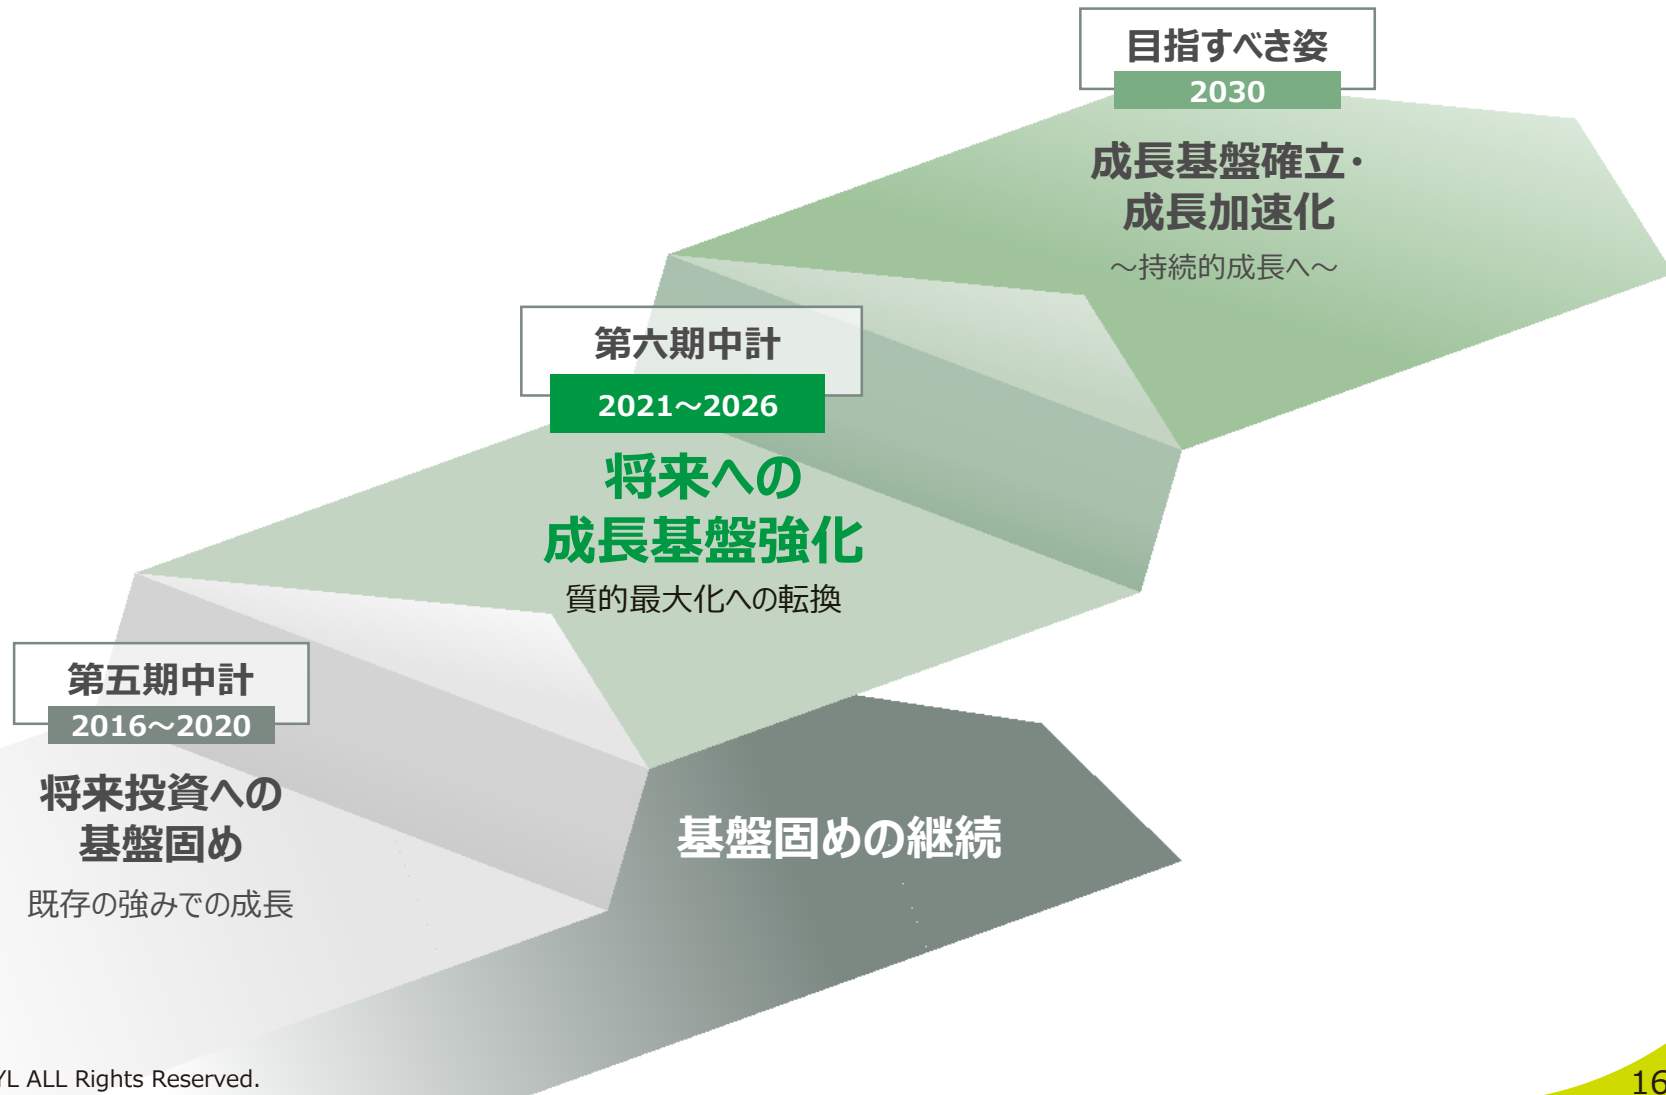 目指すべき姿
2030
成長基盤確立・
成長加速化
～持続的成長へ～
第六期中計
2021～2026
将来への
成長基盤強化
質的最大化への転換
第五期中計
2016～2020
将来投資への
基盤固め
既存の強みでの成長
基盤固めの継続
YL ALL Rights Reserved.
16